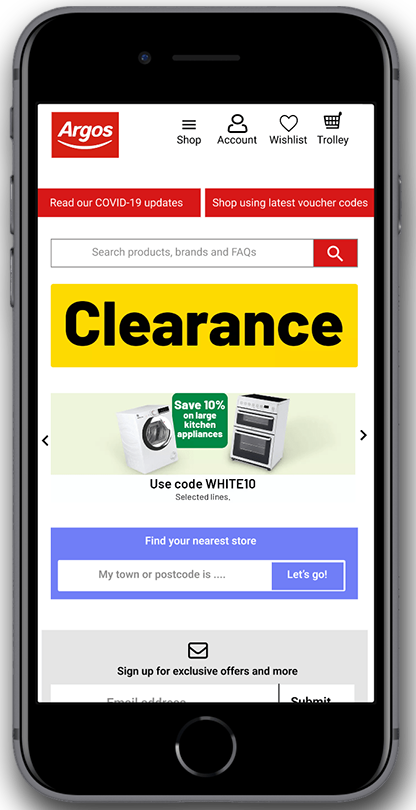 Argos
Shop
Account
Wishlist
Trolley
Read our COVID-19 updates
Shop using latest voucher codes
Search products, brands and FAQs
Clearance
Save 10%
on large
kitchen
appliances
Use code WHITE10
Selected lines.
Find your nearest store
My town or postcode is ....
Let's go!
Sign up for exclusive offers and more
Email address
Submit